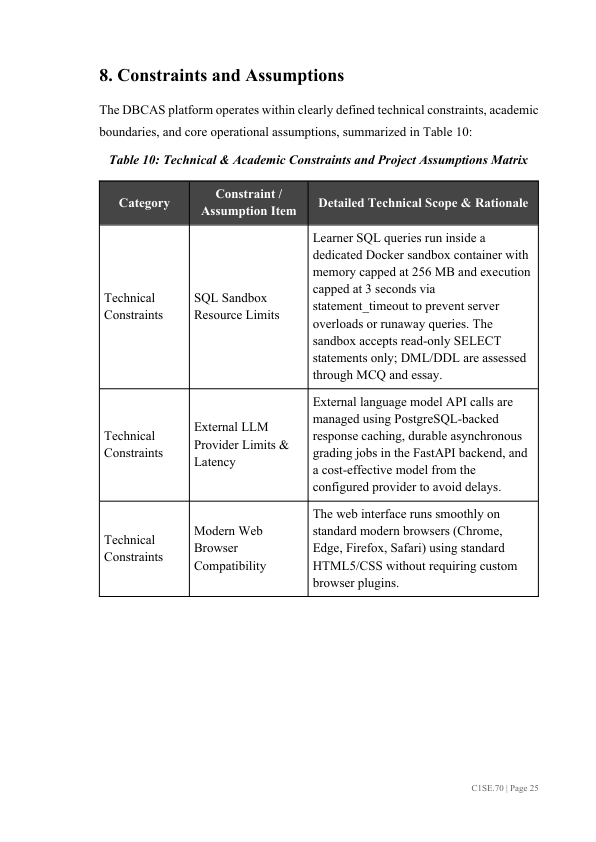 8. Constraints and Assumptions
The DBCAS platform operates within clearly defined technical constraints, academic
boundaries, and core operational assumptions, summarized in Table 10:
Table 10: Technical & Academic Constraints and Project Assumptions Matrix
Category
Constraint /
Assumption Item
Detailed Technical Scope & Rationale
Technical
Constraints
SQL Sandbox
Resource Limits
Learner SQL queries run inside a
dedicated Docker sandbox container with
memory capped at 256 MB and execution
capped at 3 seconds via
statement_timeout to prevent server
overloads or runaway queries. The
sandbox accepts read-only SELECT
statements only; DML/DDL are assessed
through MCQ and essay.
Technical
Constraints
External LLM
Provider Limits &
Latency
External language model API calls are
managed using PostgreSQL-backed
response caching, durable asynchronous
grading jobs in the FastAPI backend, and
a cost-effective model from the
configured provider to avoid delays.
Technical
Constraints
Modern Web
Browser
Compatibility
The web interface runs smoothly on
standard modern browsers (Chrome,
Edge, Firefox, Safari) using standard
HTML5/CSS without requiring custom
browser plugins.
C1SE.70 | Page 25